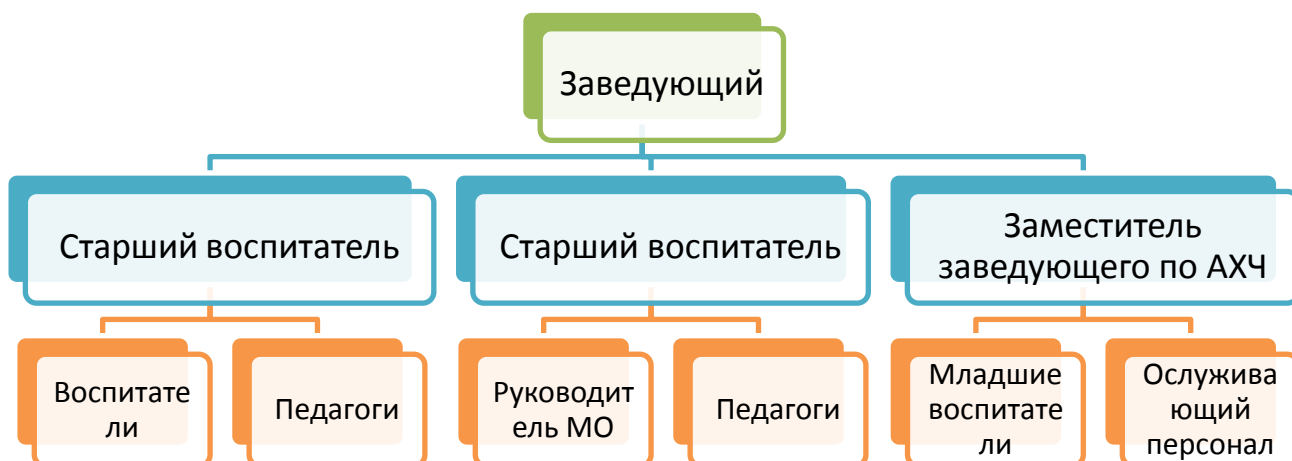 Заведующий
Старший воспитатель
Старший воспитатель
Заместитель
заведующего по АХЧ
Воспитате
ли
Педагоги
Руководит
ель МО
Педагоги
Младшие
воспитате
ли
Ослужива
ющий
персонал